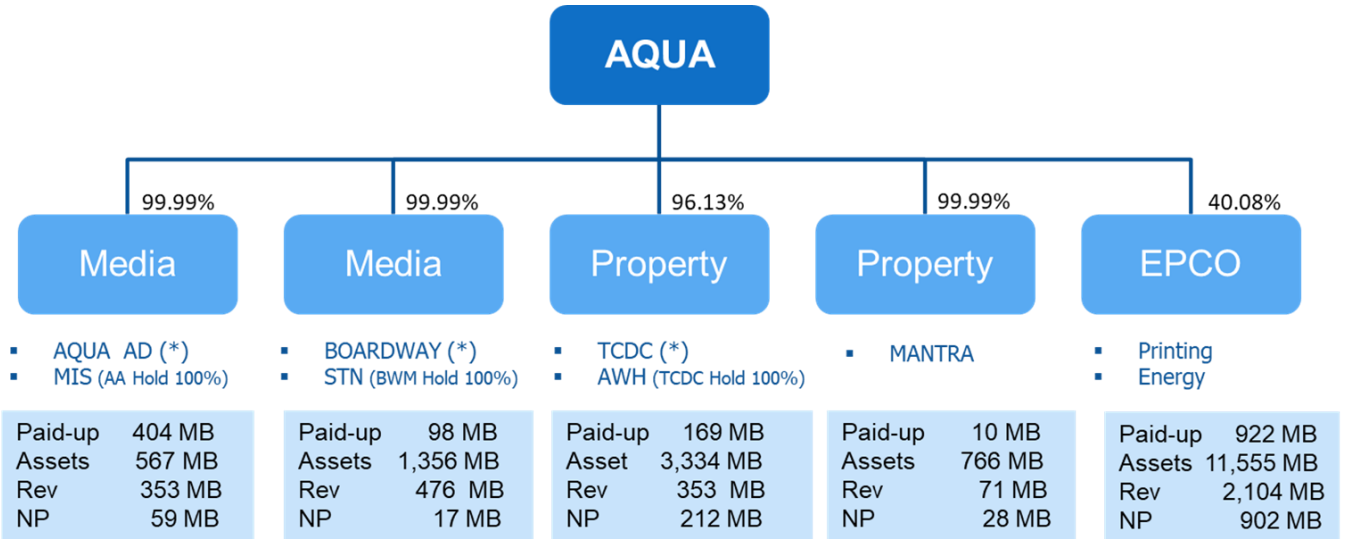 AQUA
99.99%
99.99%
96.13%
99.99%
40.08%
Media
Media
Property
Property
EPCO
▪ AQUA AD (*)
▪ MIS (AA Hold 100%)
▪ BOARDWAY (*)
▪ STN (BWM Hold 100%)
▪ TCDC (*)
▪ AWH (TCDC Hold 100%)
▪ MANTRA
▪ Printing
▪ Energy
Paid-up 404 MB
Assets 567 MB
Rev 353 MB
NP 59 MB
Paid-up 98 MB
Assets 1,356 MB
Rev 476 MB
NP 17 MB
Paid-up 169 MB
Asset 3,334 MB
Rev 353 MB
NP 212 MB
Paid-up 10 MB
Assets 766 MB
Rev 71 MB
NP 28 MB
Paid-up 922 MB
Assets 11,555 MB
Rev 2,104 MB
NP 902 MB